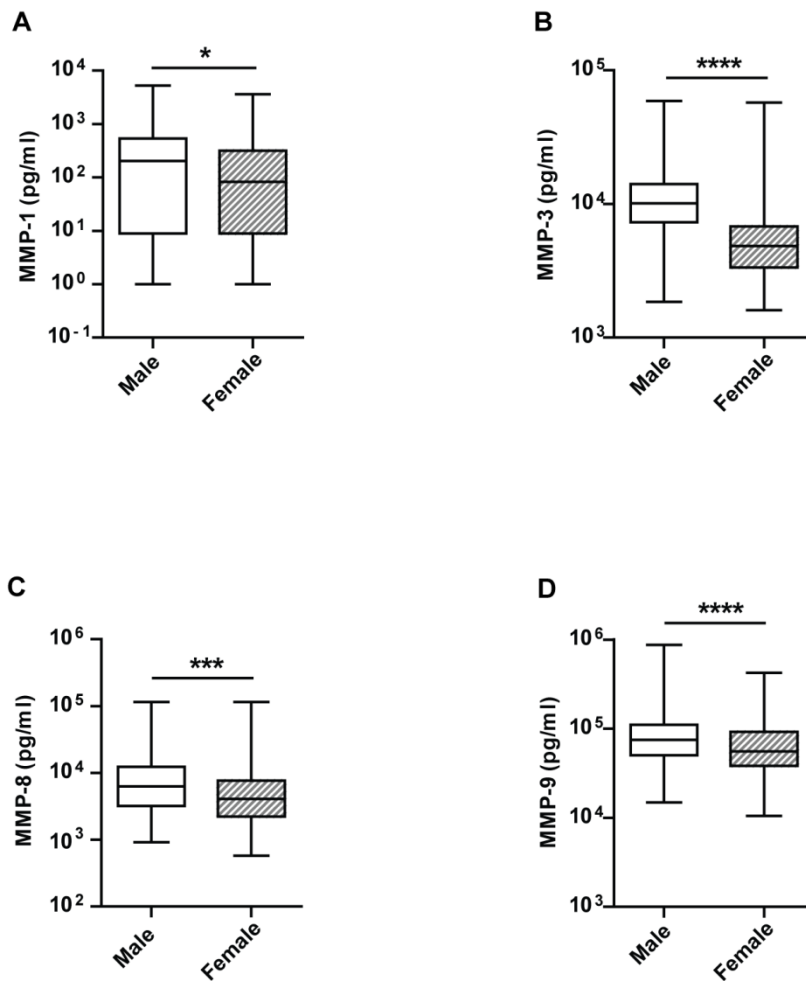 A
*
MMP-1 (pg/ml)
10⁴
10³
10²
10¹
10⁰
10⁻¹
Male
Female
B
****
MMP-3 (pg/ml)
10⁵
10⁴
10³
Male
Female
C
***
MMP-8 (pg/ml)
10⁶
10⁵
10⁴
10³
10²
Male
Female
D
****
MMP-9 (pg/ml)
10⁶
10⁵
10⁴
10³
Male
Female